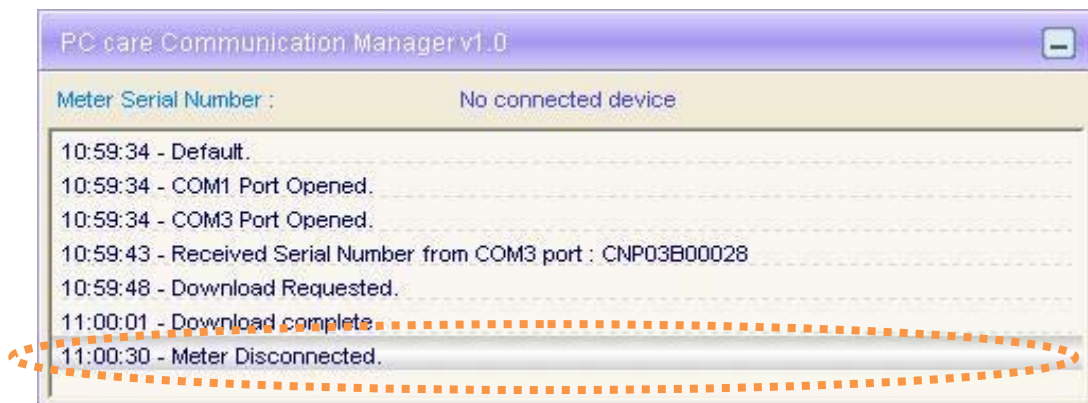 PC care Communication Manager v1.0
Meter Serial Number : No connected device
10:59:34 - Default.
10:59:34 - COM1 Port Opened.
10:59:34 - COM3 Port Opened.
10:59:43 - Received Serial Number from COM3 port : CNP03B00028
10:59:48 - Download Requested.
11:00:01 - Download complete.
11:00:30 - Meter Disconnected.